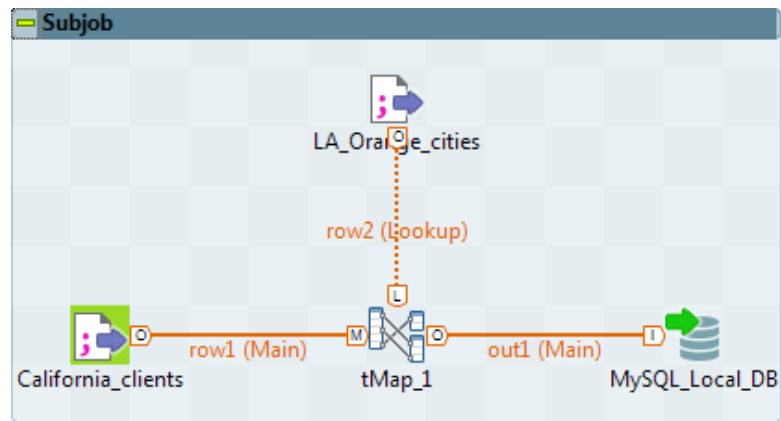 Subjob
O
LA_Orange_cities
row2 (Lookup)
L
O
M
O
I
row1 (Main)
out1 (Main)
California_clients
tMap_1
MySQL_Local_DB